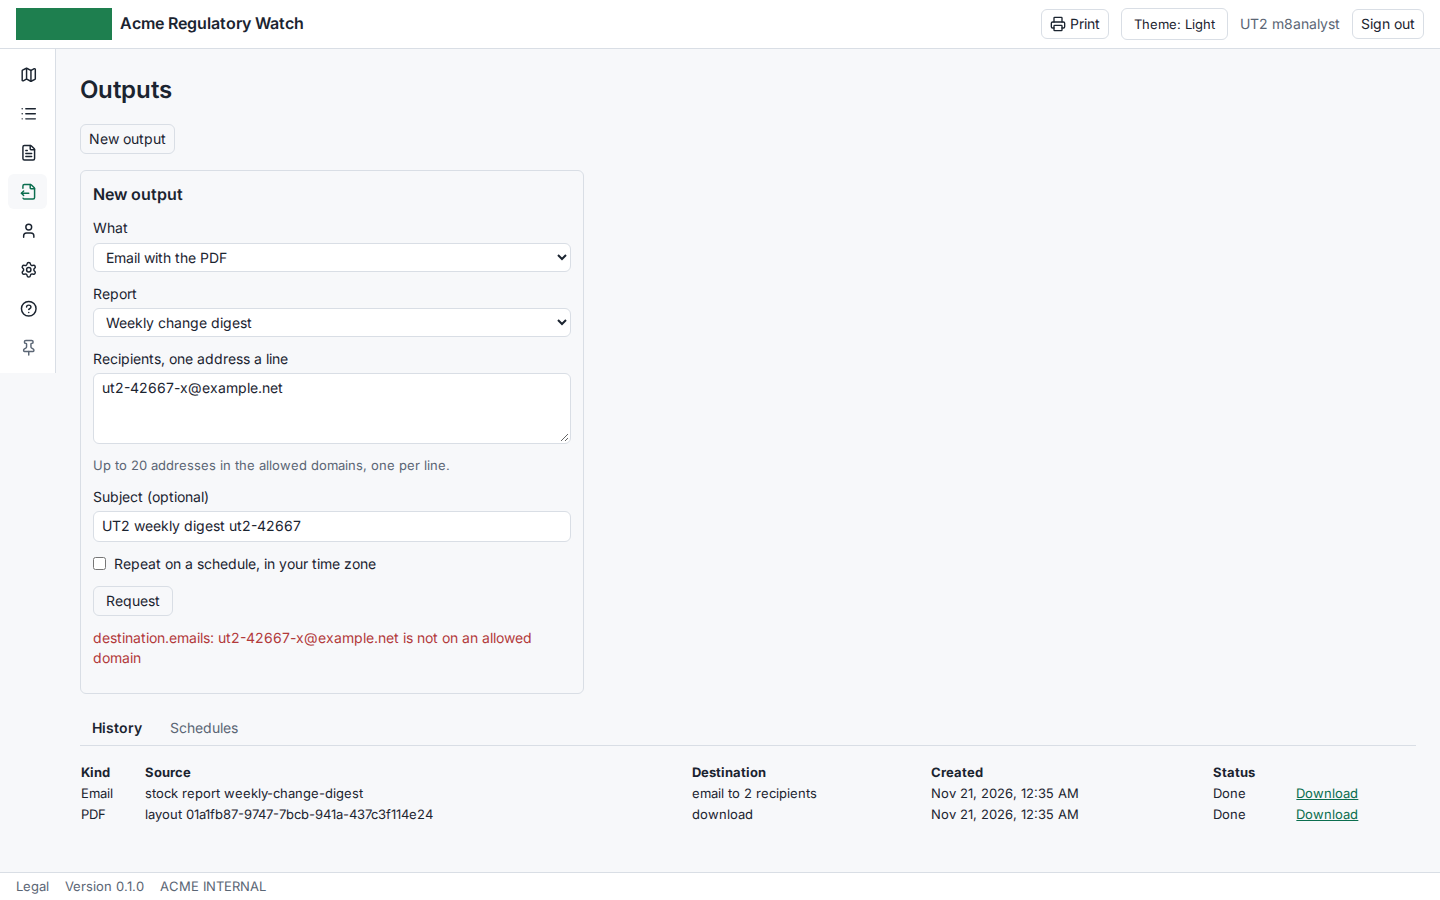 Acme Regulatory Watch
Print
Theme: Light
UT2 m8analyst
Sign out
Outputs
New output
New output
What
Email with the PDF
Report
Weekly change digest
Recipients, one address a line
ut2-42667-x@example.net
Up to 20 addresses in the allowed domains, one per line.
Subject (optional)
UT2 weekly digest ut2-42667
Repeat on a schedule, in your time zone
Request
destination.emails: ut2-42667-x@example.net is not on an allowed
domain
History Schedules
Kind Source Destination Created Status
Email stock report weekly-change-digest email to 2 recipients Nov 21, 2026, 12:35 AM Done Download
PDF layout 01a1fb87-9747-7bcb-941a-437c3f114e24 download Nov 21, 2026, 12:35 AM Done Download
Legal Version 0.1.0 ACME INTERNAL